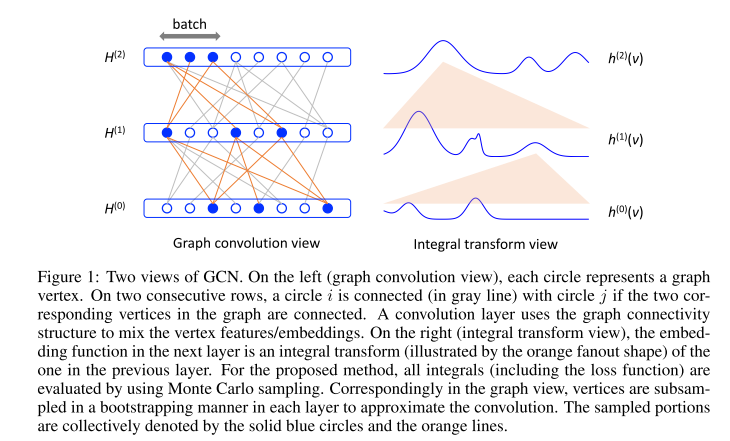 batch
H(2)
h(2)(v)
H(1)
h(1)(v)
H(0)
h(0)(v)
Graph convolution view
Integral transform view
Figure 1: Two views of GCN. On the left (graph convolution view), each circle represents a graph
vertex. On two consecutive rows, a circle i is connected (in gray line) with circle j if the two cor-
responding vertices in the graph are connected. A convolution layer uses the graph connectivity
structure to mix the vertex features/embeddings. On the right (integral transform view), the embed-
ding function in the next layer is an integral transform (illustrated by the orange fanout shape) of the
one in the previous layer. For the proposed method, all integrals (including the loss function) are
evaluated by using Monte Carlo sampling. Correspondingly in the graph view, vertices are subsam-
pled in a bootstrapping manner in each layer to approximate the convolution. The sampled portions
are collectively denoted by the solid blue circles and the orange lines.